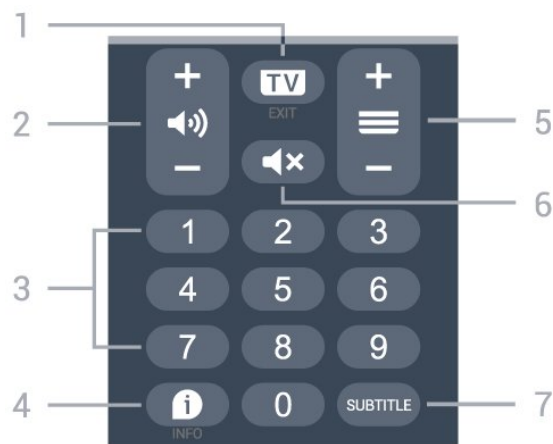 1
+ TV +
EXIT
2
5
− −
6
1 2 3
3
4 5 6
7 8 9
4
i 0 SUBTITLE
7
INFO